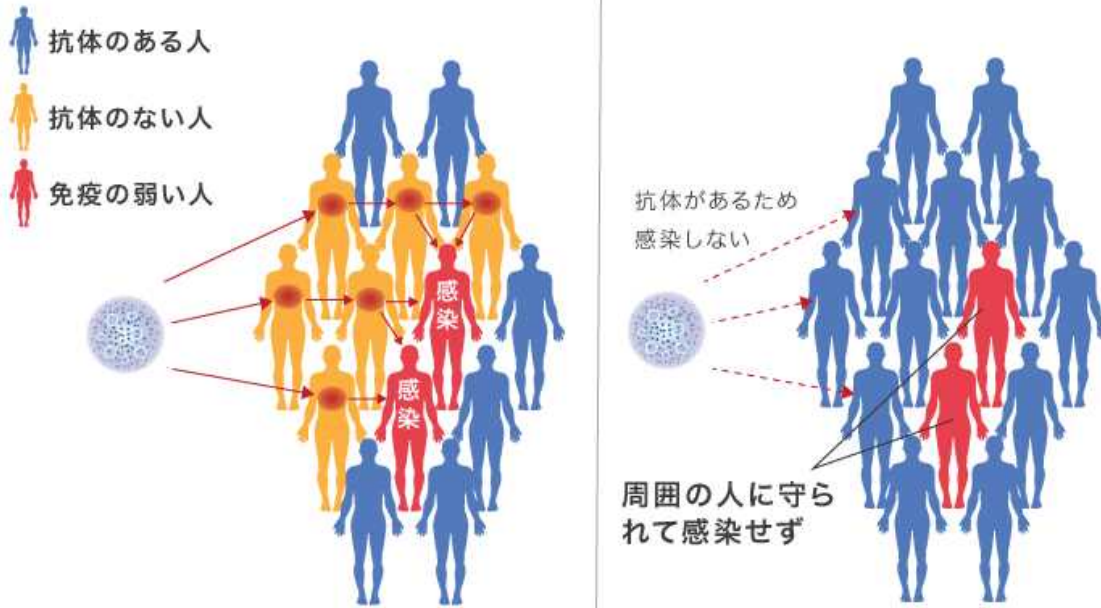 抗体のある人
抗体のない人
免疫の弱い人
感染
感染
抗体があるため
感染しない
周囲の人に守ら
れて感染せず